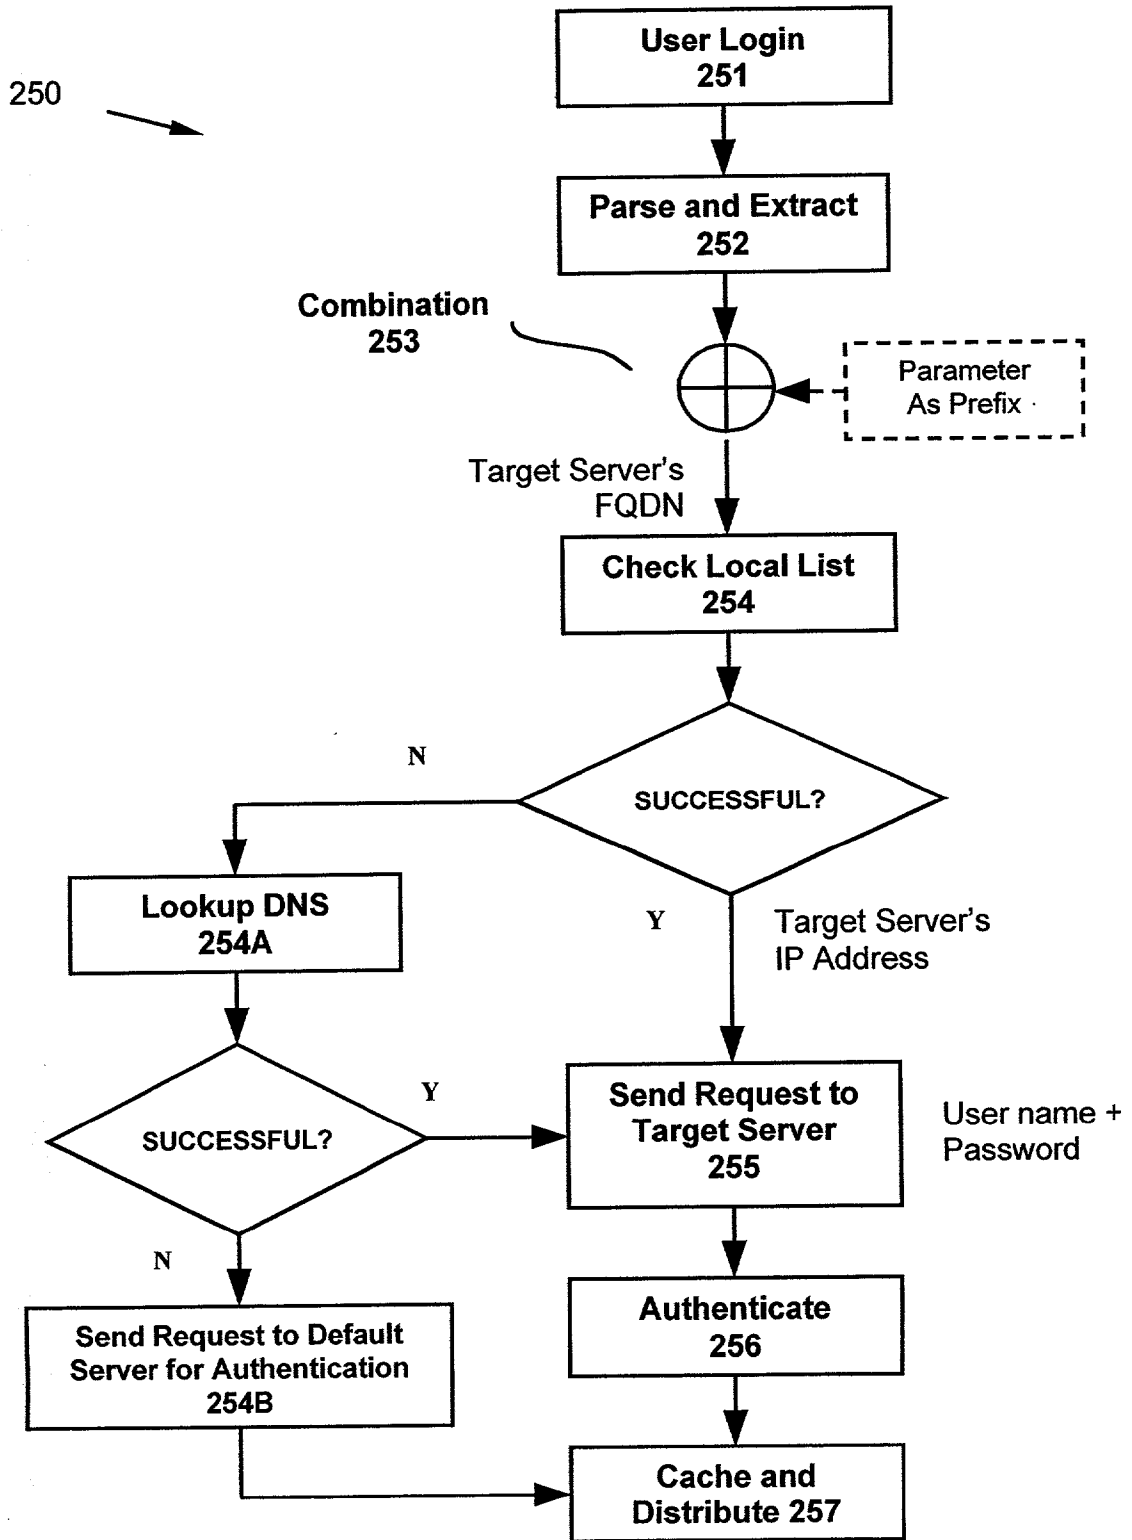 User Login
251
250
Parse and Extract
252
Combination
253
Parameter
As Prefix
Target Server's
FQDN
Check Local List
254
N
SUCCESSFUL?
Lookup DNS
254A
Y
Target Server's
IP Address
Y
SUCCESSFUL?
Send Request to
Target Server
255
User name +
Password
N
Send Request to Default
Server for Authentication
254B
Authenticate
256
Cache and
Distribute 257